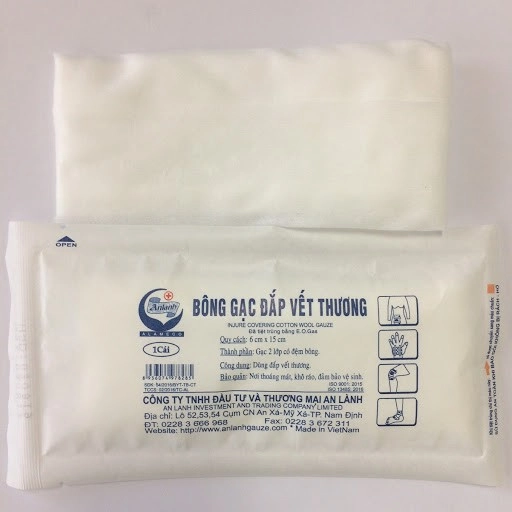 OPEN
Anlanh
ALAMECO
1Cái
BÔNG GẠC ĐẮP VẾT THƯƠNG
INJURE COVERING COTTON WOOL GAUZE
Đã tiệt trùng bằng E.O.Gas
Quy cách: 6 cm x 15 cm
Thành phần: Gạc 2 lớp có đệm bông.
Công dụng: Dùng đắp vết thương.
Bảo quản: Nơi thoáng mát, khô ráo, đảm bảo vệ sinh.
ISO 9001: 2015
CÔNG TY TNHH ĐẦU TƯ VÀ THƯƠNG MẠI AN LÀNH
AN LANH INVESTMENT AND TRADING COMPANY LIMITED
Địa chỉ: Lô 52,53,54 Cụm CN An Xá-Mỹ Xá-TP. Nam Định
ĐT: 0228 3 666 968 Fax: 0228 3 672 311
Website: http://www.anlanhgauze.com * Made in VietNam